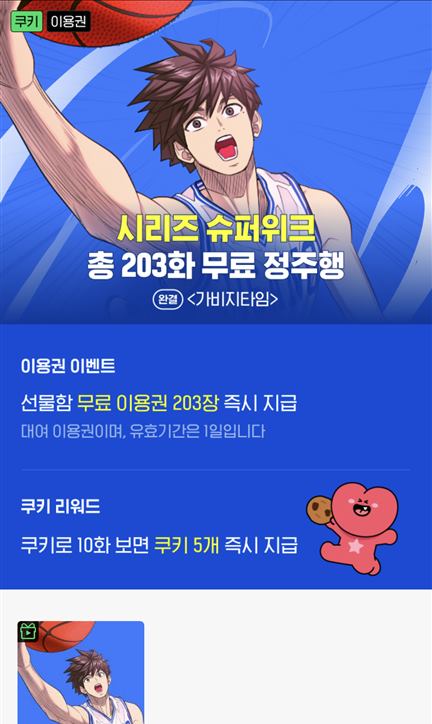 쿠키 이용권
시리즈 슈퍼위크
총 203화 무료 정주행
완결 <가비지타임>
이용권 이벤트
선물함 무료 이용권 203장 즉시 지급
대여 이용권이며, 유효기간은 1일입니다
쿠키 리워드
쿠키로 10화 보면 쿠키 5개 즉시 지급